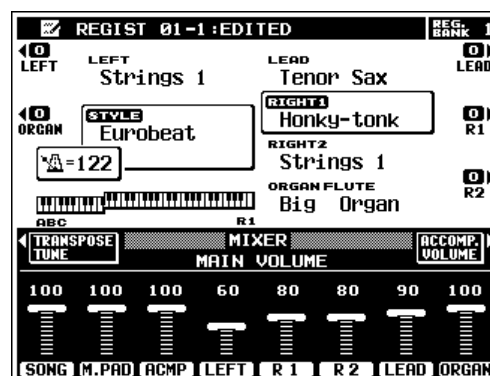 REGIST 01-1:EDITED
REG. BANK 1
0
LEFT
LEFT
Strings 1
LEAD
Tenor Sax
0
LEAD
0
ORGAN
STYLE
Eurobeat
RIGHT1
Honky-tonk
0
R1
=122
RIGHT2
Strings 1
0
R2
ORGAN FLUTE
Big Organ
ABC
R1
TRANSPOSE
TUNE
MIXER
MAIN VOLUME
ACCOMP.
VOLUME
100 100 100 60 80 80 90 100
SONG M.PAD ACMP LEFT R 1 R 2 LEAD ORGAN